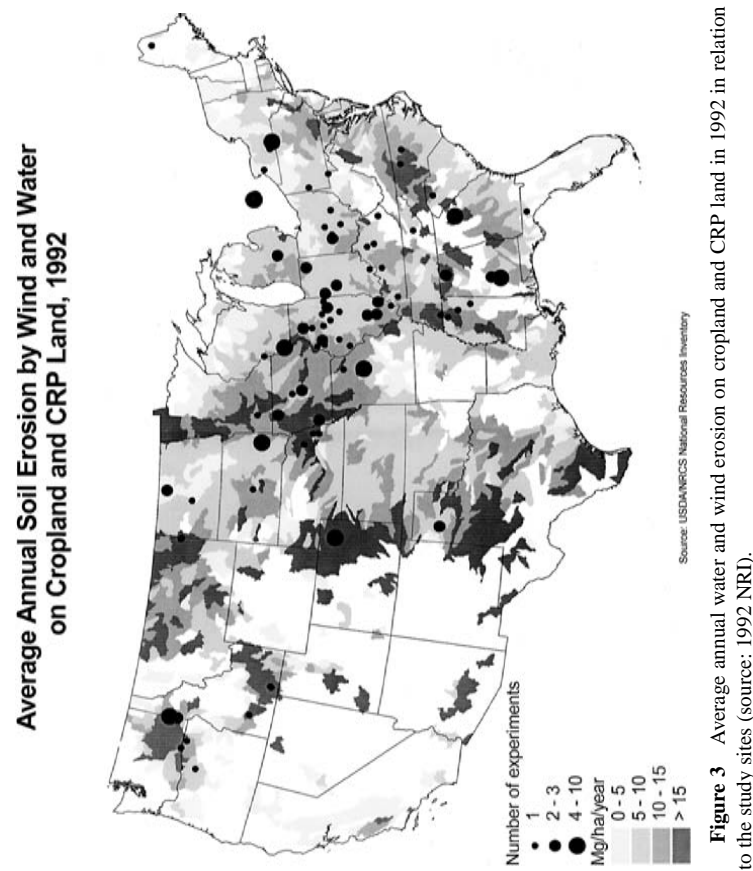 Average Annual Soil Erosion by Wind and Water
on Cropland and CRP Land, 1992
Number of experiments
1
2 - 3
4 - 10
Mg/ha/year
0 - 5
5 - 10
10 - 15
> 15
Source: USDA/NRCS National Resources Inventory
Figure 3 Average annual water and wind erosion on cropland and CRP land in 1992 in relation
to the study sites (source: 1992 NRI).